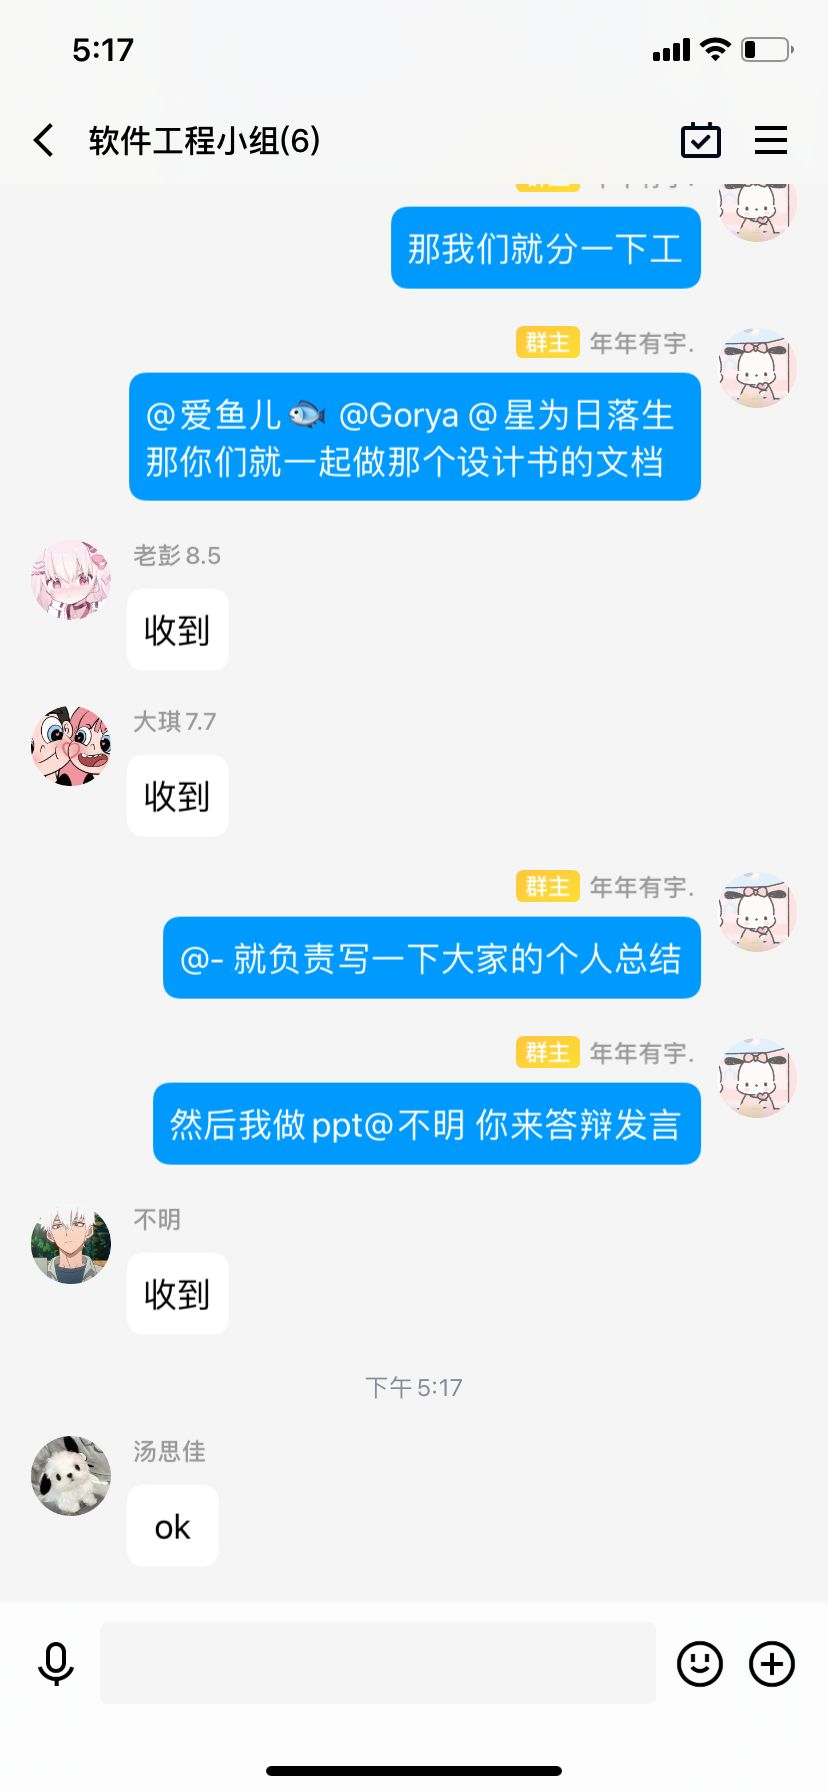 5:17
软件工程小组(6)
那我们就分一下工
群主 年年有宇.
@爱鱼儿🐟 @Gorya @星为日落生
那你们就一起做那个设计书的文档
老彭8.5
收到
大琪7.7
收到
群主 年年有宇.
@- 就负责写一下大家的个人总结
群主 年年有宇.
然后我做ppt@不明 你来答辩发言
不明
收到
下午5:17
汤思佳
ok